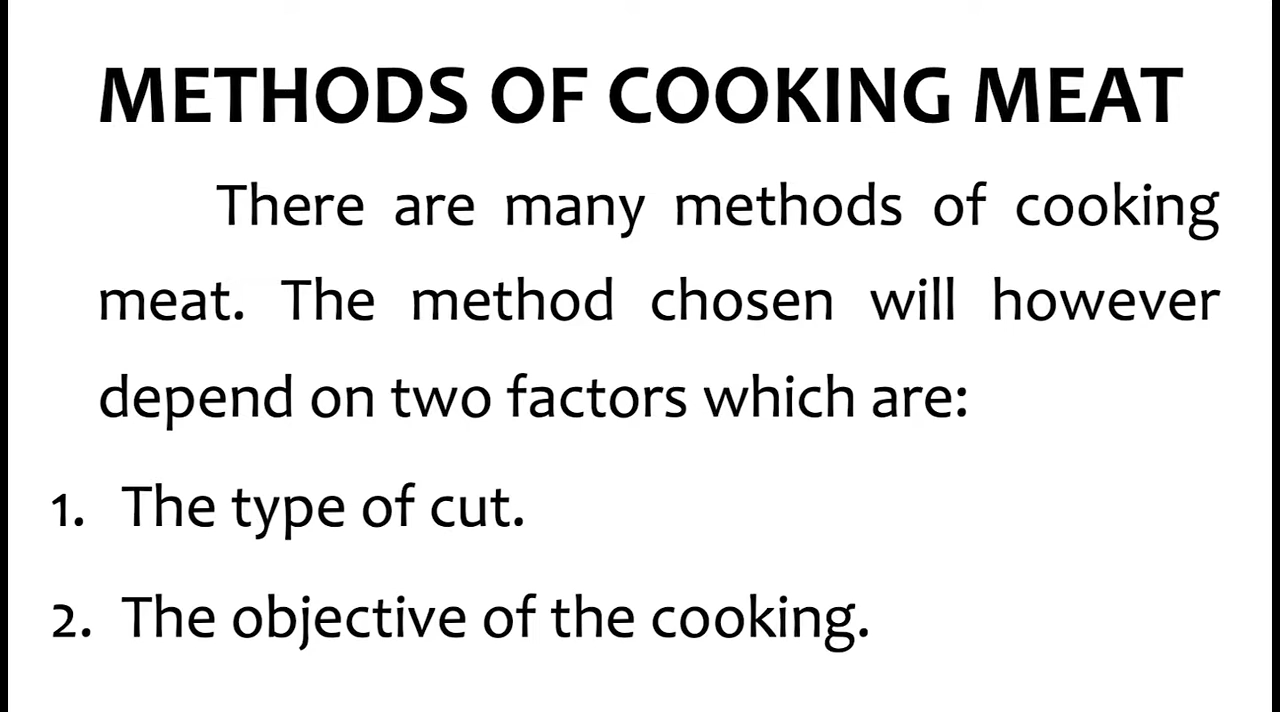 METHODS OF COOKING MEAT
There are many methods of cooking
meat. The method chosen will however
depend on two factors which are:
1. The type of cut.
2. The objective of the cooking.